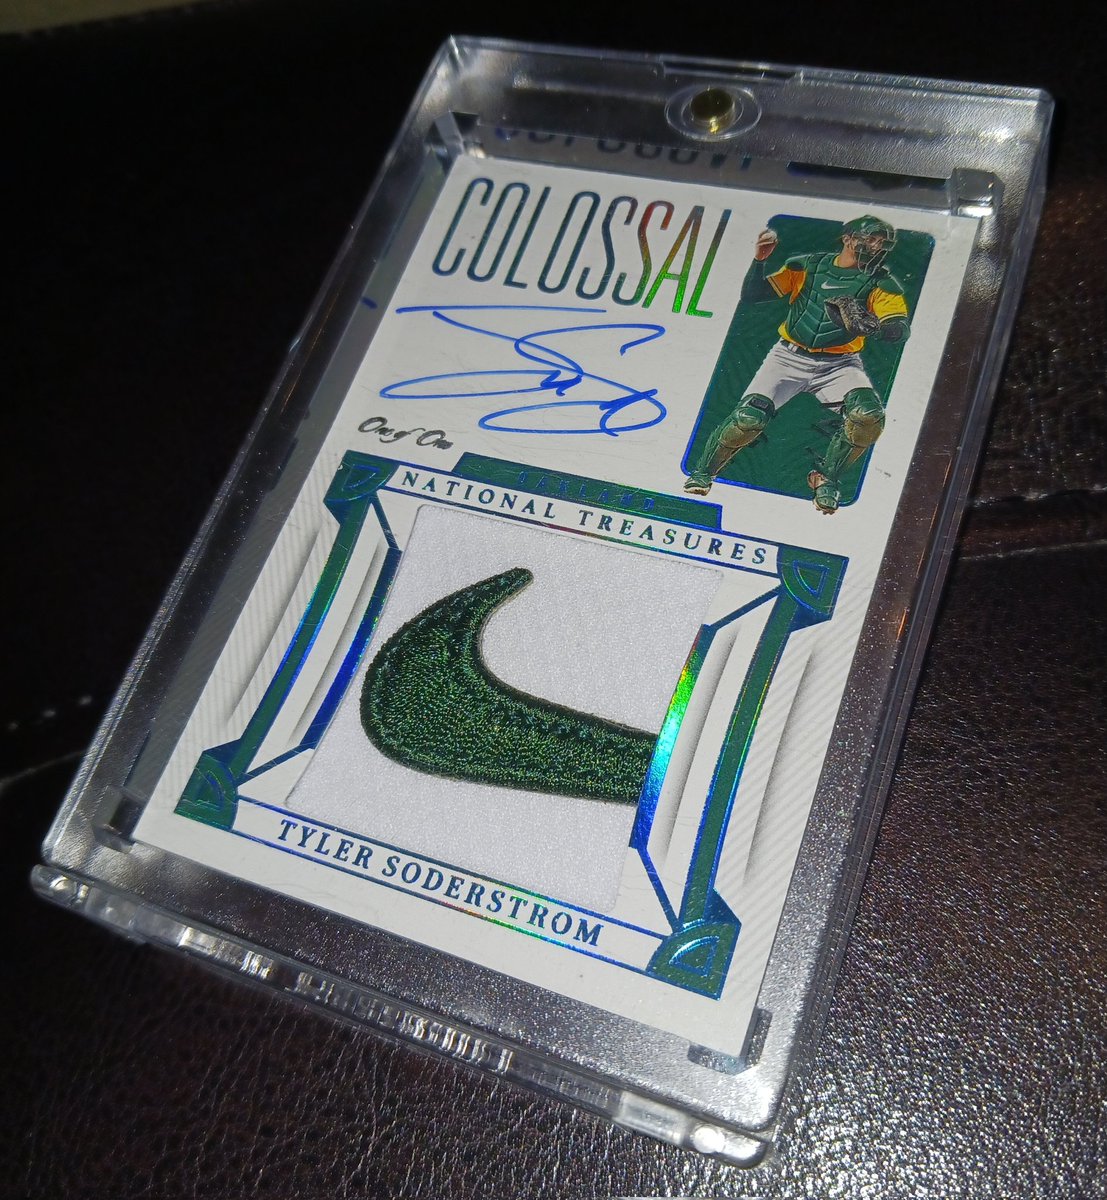 COLOSSAL
One of One
OAKLAND
NATIONAL TREASURES
TYLER SODERSTROM